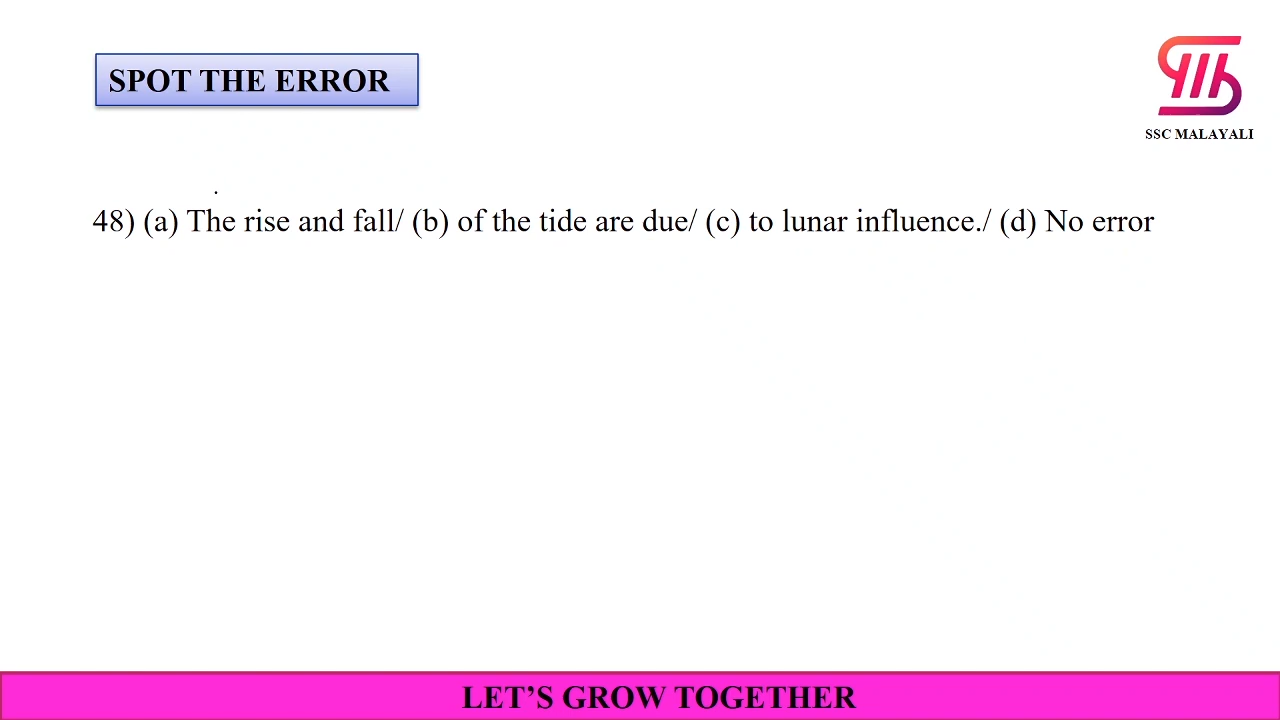 SPOT THE ERROR
SSC MALAYALI
48) (a) The rise and fall/ (b) of the tide are due/ (c) to lunar influence./ (d) No error
LET’S GROW TOGETHER